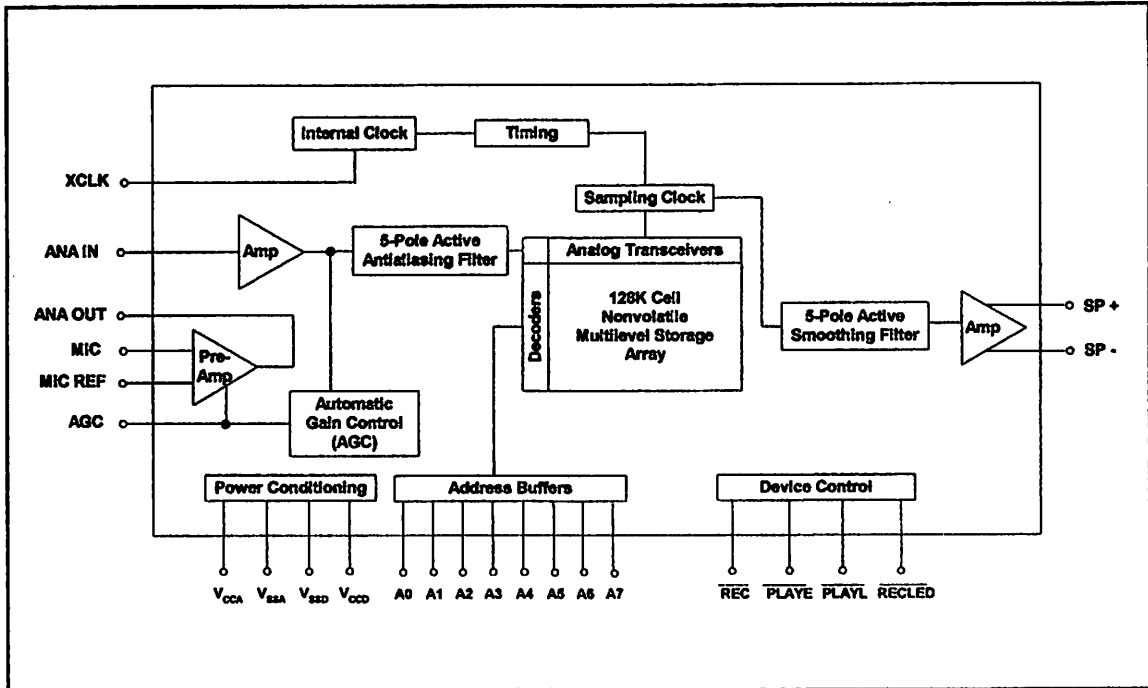 Internal Clock
Timing
XCLK
Sampling Clock
ANA IN
Amp
5-Pole Active
Antialiasing Filter
Analog Transceivers
Decoders
128K Cell
Nonvolatile
Multilevel Storage
Array
ANA OUT
MIC
Pre-
Amp
MIC REF
AGC
Automatic
Gain Control
(AGC)
5-Pole Active
Smoothing Filter
Amp
SP +
SP -
Power Conditioning
Address Buffers
Device Control
VCCA VSSA VSSD VCCD A0 A1 A2 A3 A4 A5 A6 A7 REC PLAYE PLAYL RECLED